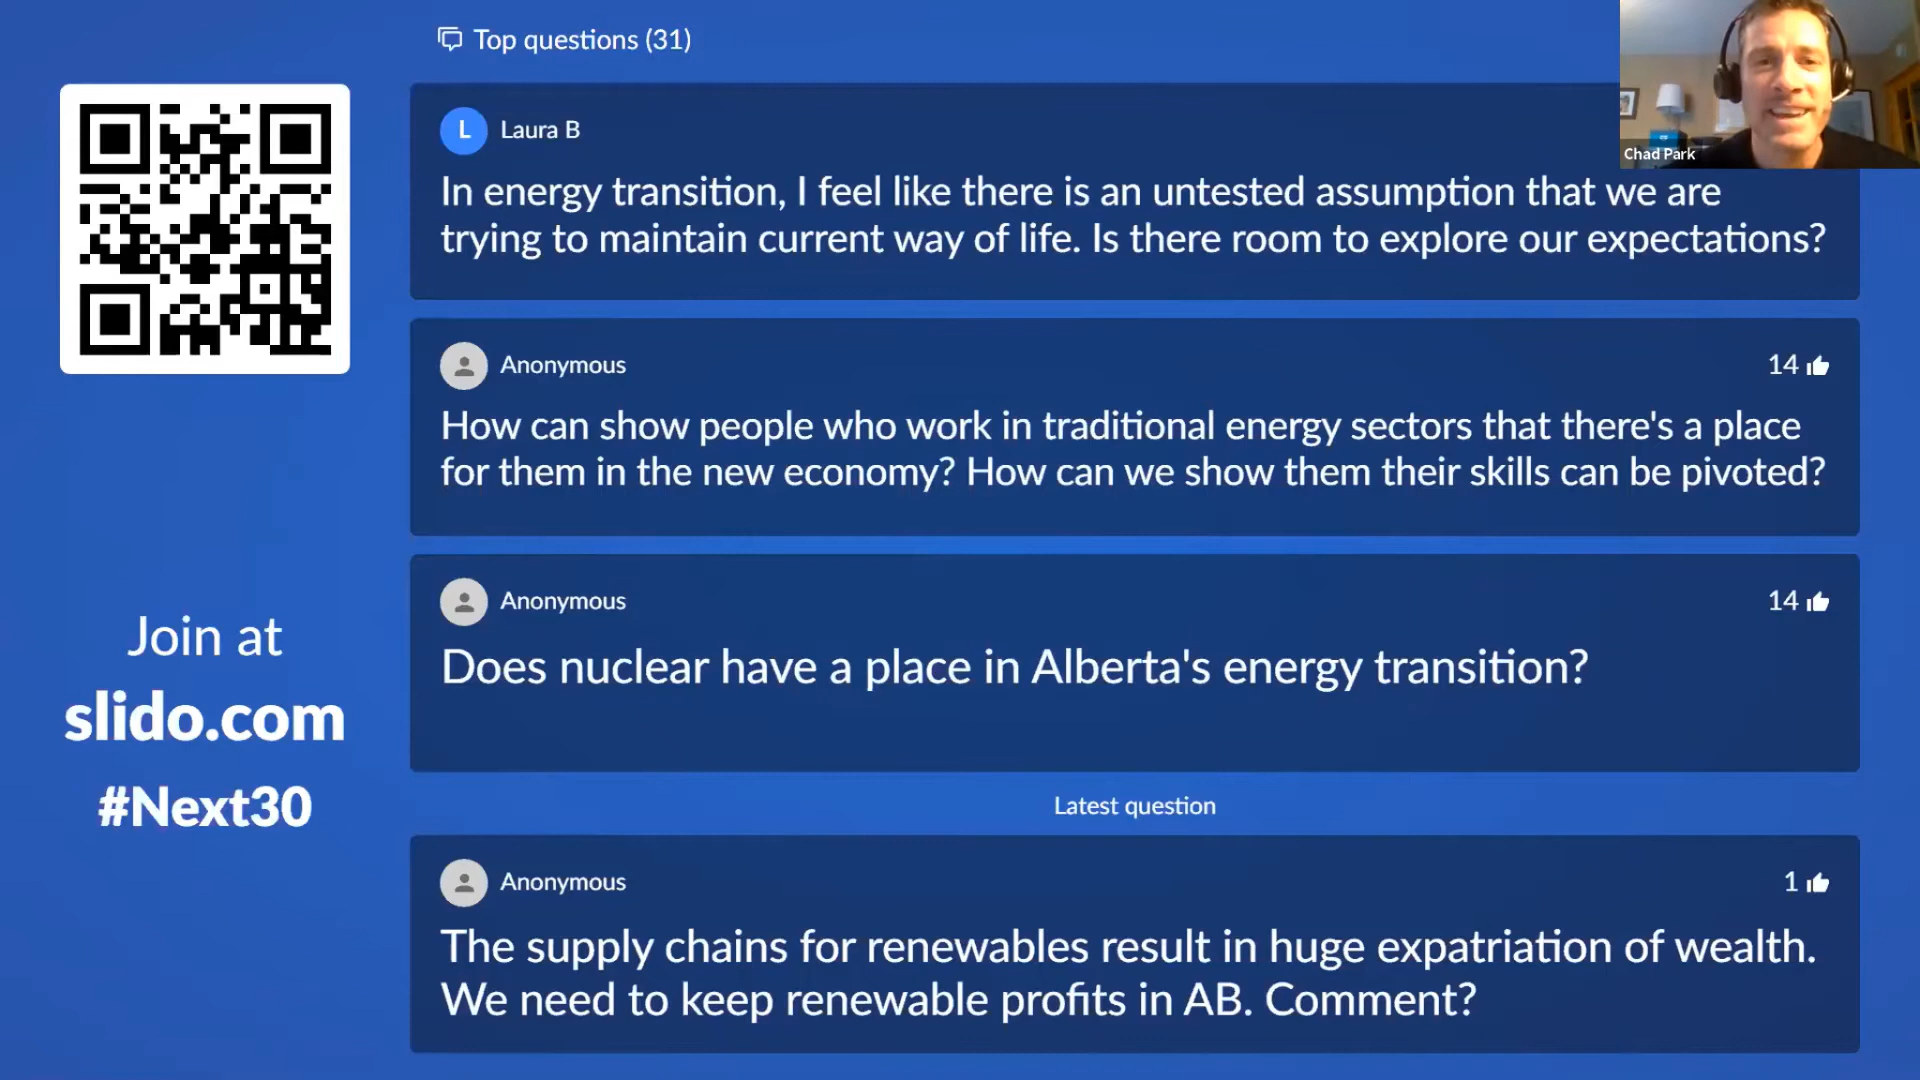 Top questions (31)
Chad Park
L
Laura B
In energy transition, I feel like there is an untested assumption that we are
trying to maintain current way of life. Is there room to explore our expectations?
Anonymous
14
How can show people who work in traditional energy sectors that there's a place
for them in the new economy? How can we show them their skills can be pivoted?
Anonymous
14
Does nuclear have a place in Alberta's energy transition?
Join at
slido.com
#Next30
Latest question
Anonymous
1
The supply chains for renewables result in huge expatriation of wealth.
We need to keep renewable profits in AB. Comment?